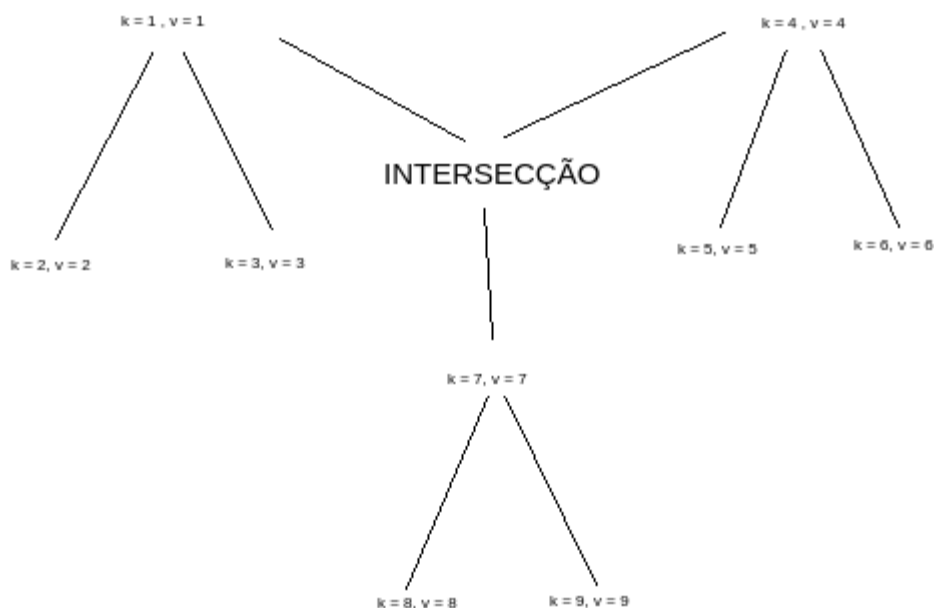 k = 1 , v = 1
k = 4 , v = 4
INTERSECÇÃO
k = 2, v = 2
k = 3, v = 3
k = 5, v = 5
k = 6, v = 6
k = 7, v = 7
k = 8, v = 8
k = 9, v = 9